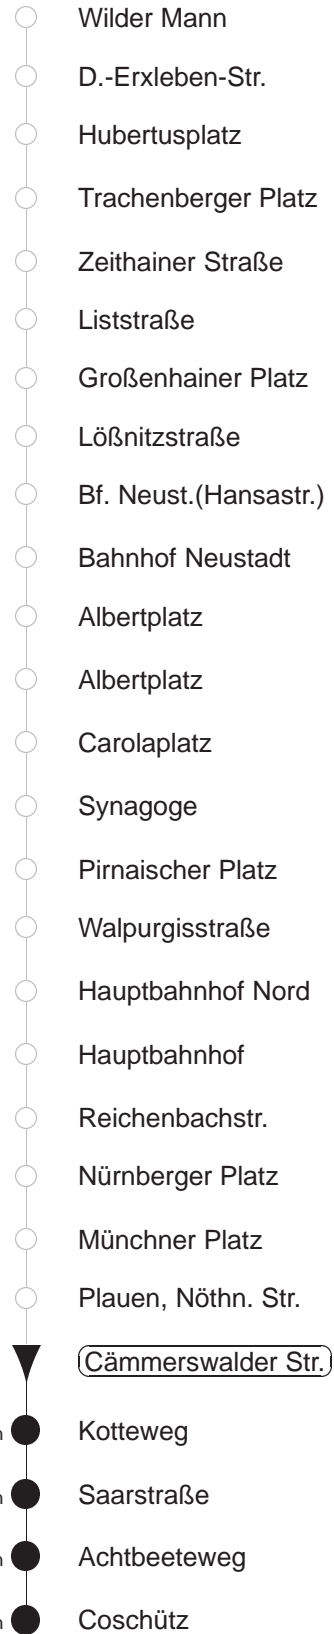 Wilder Mann
D.-Erxleben-Str.
Hubertusplatz
Trachenberger Platz
Zeithainer Straße
Liststraße
Großenhainer Platz
Lößnitzstraße
Bf. Neust.(Hansastr.)
Bahnhof Neustadt
Albertplatz
Albertplatz
Carolaplatz
Synagoge
Pirnaischer Platz
Walpurgisstraße
Hauptbahnhof Nord
Hauptbahnhof
Reichenbachstr.
Nürnberger Platz
Münchner Platz
Plauen, Nöthn. Str.
Cämmerswalder Str.
Kotteweg
Saarstraße
Achtbeeteweg
Coschütz